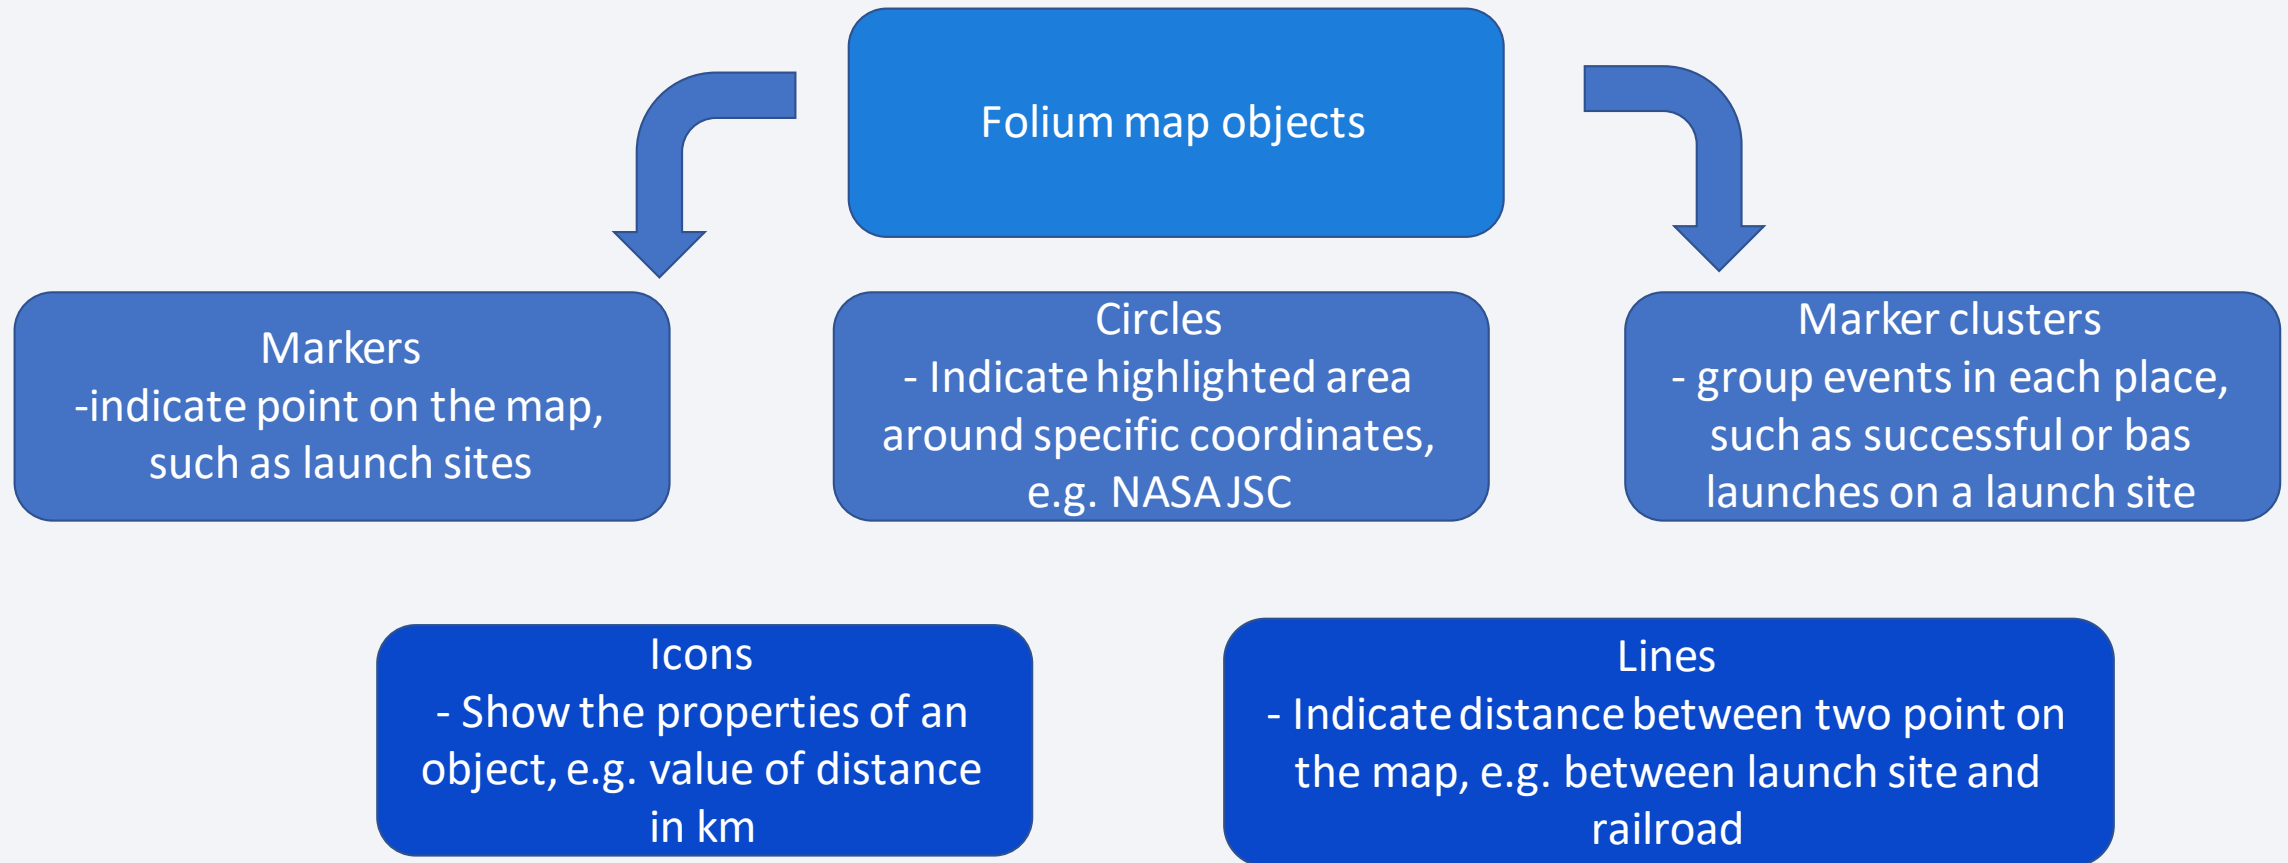 Folium map objects
Markers
-indicate point on the map,
such as launch sites
Circles
- Indicate highlighted area
around specific coordinates,
e.g. NASA JSC
Marker clusters
- group events in each place,
such as successful or bas
launches on a launch site
Icons
- Show the properties of an
object, e.g. value of distance
in km
Lines
- Indicate distance between two point on
the map, e.g. between launch site and
railroad